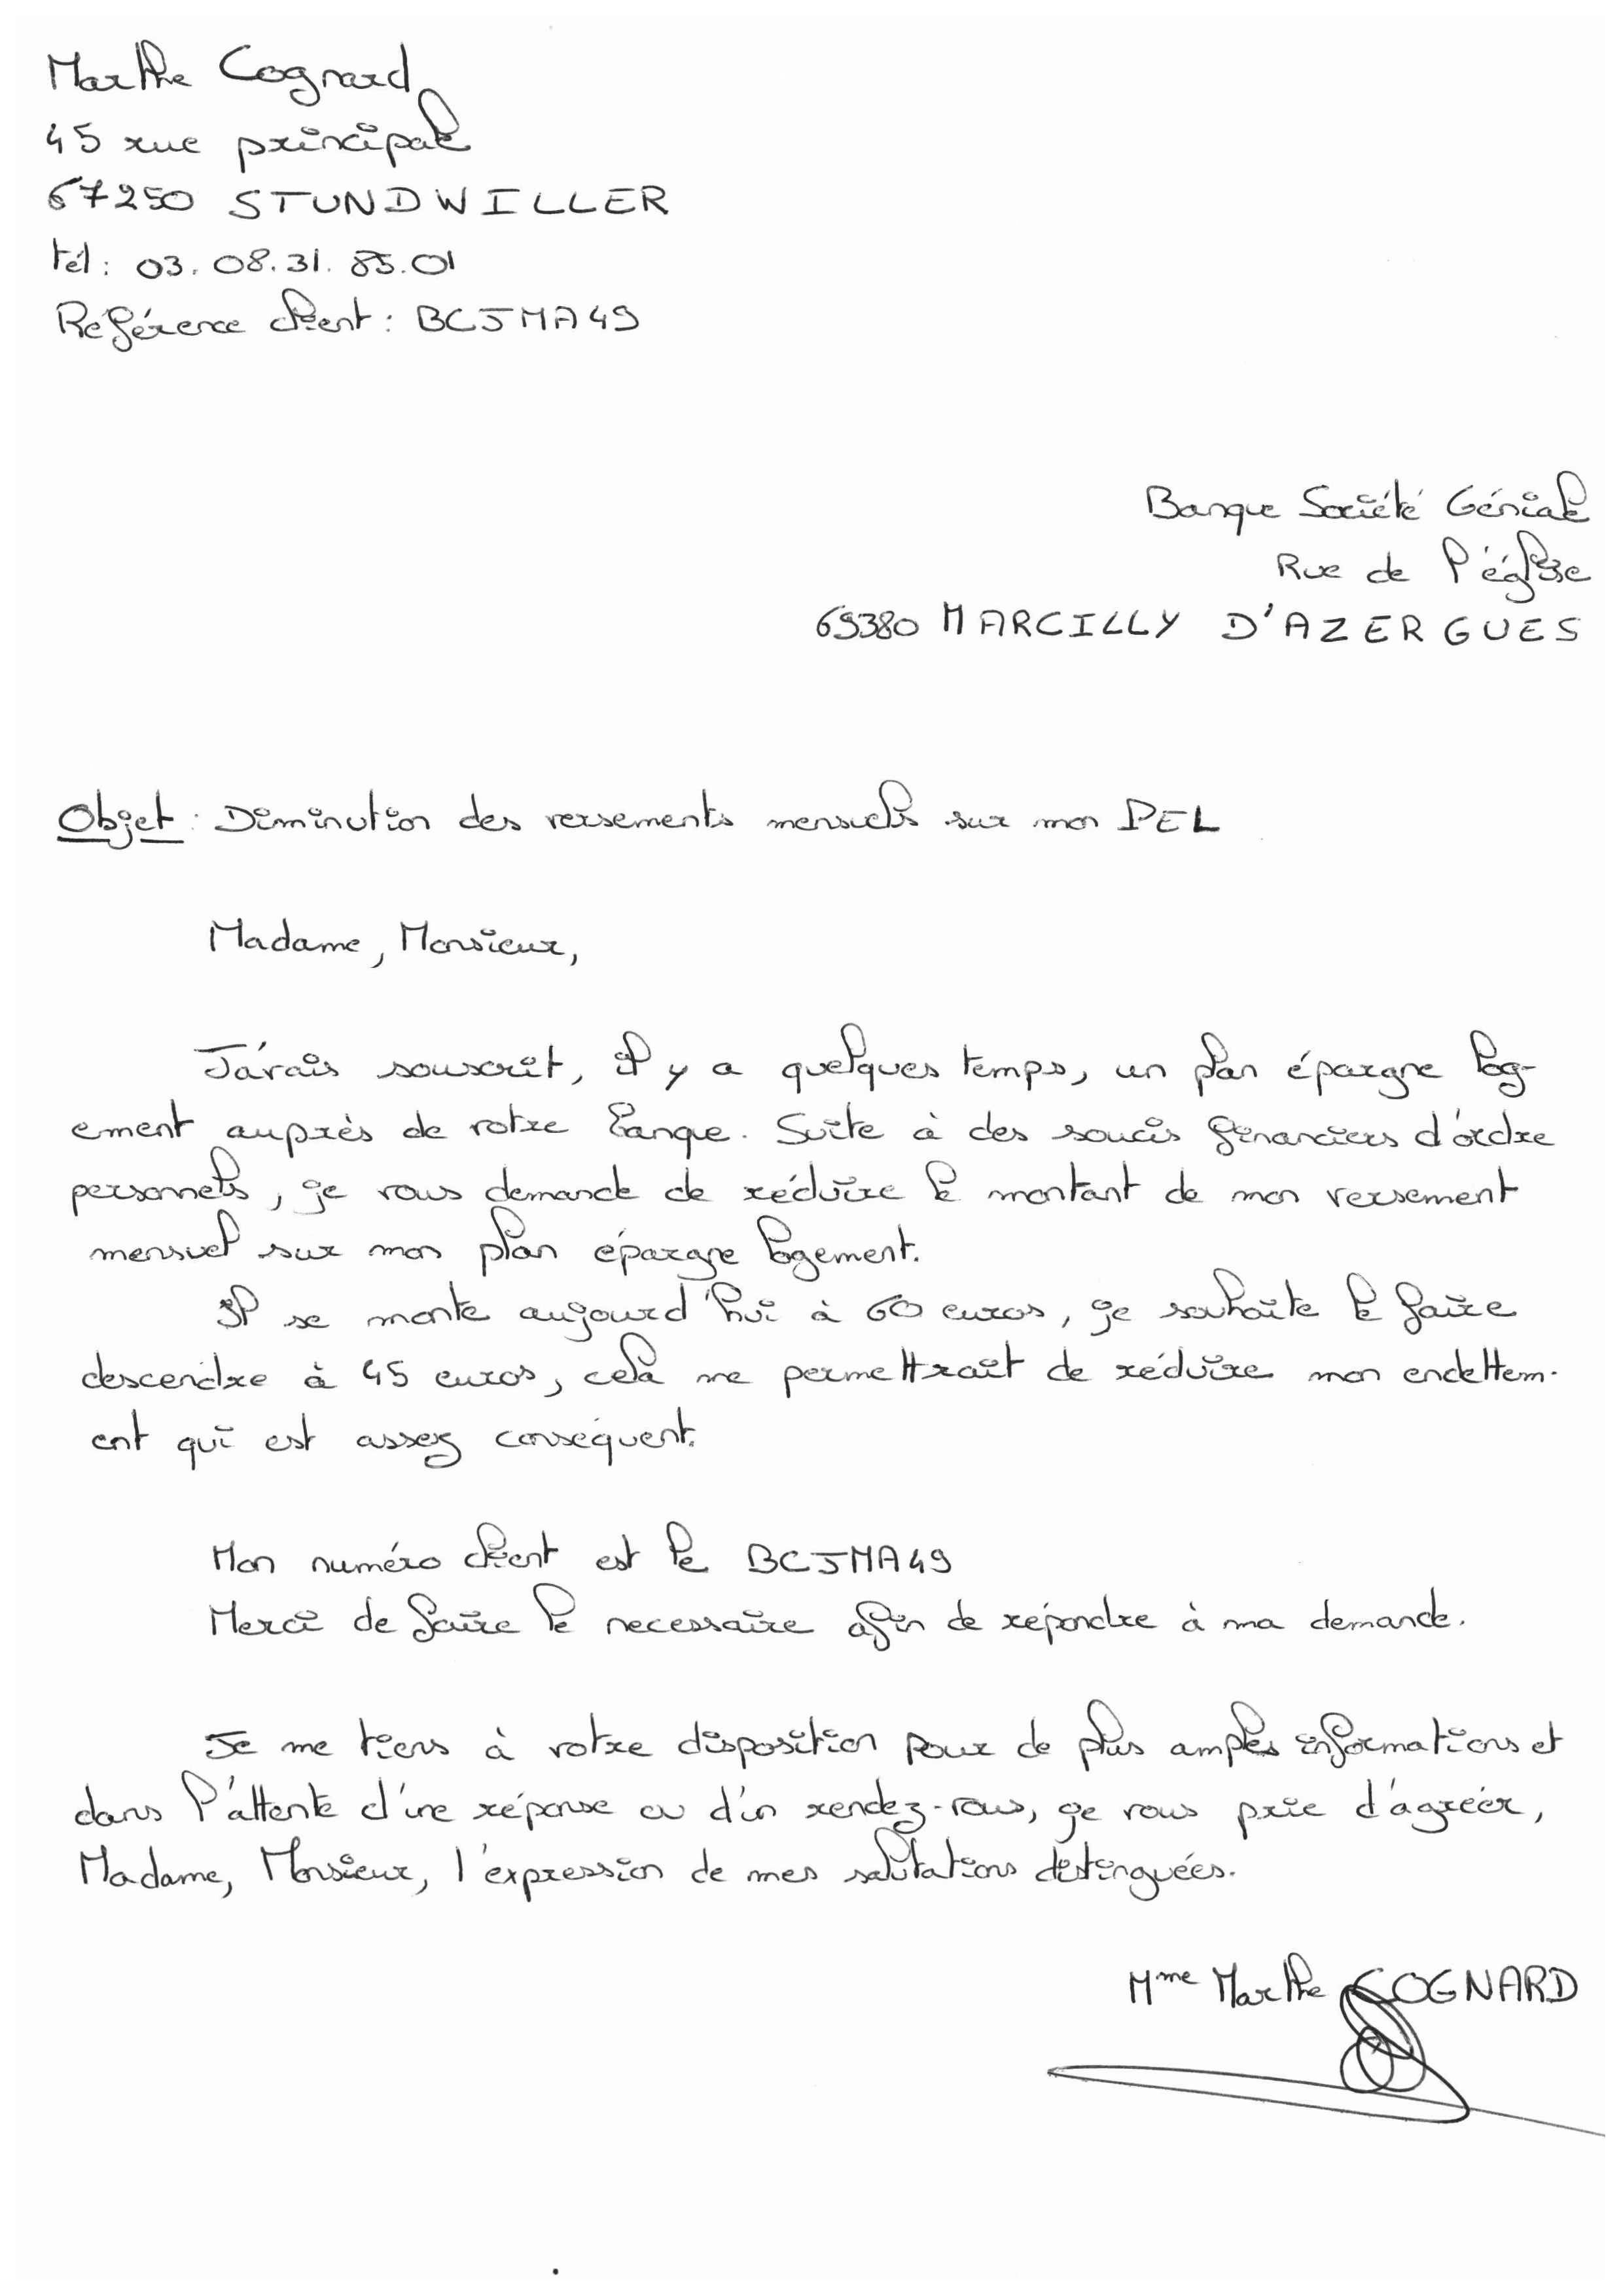 Marthe Cognard
45 rue principale
67250 STUNDWILLER
tél : 03.08.31.85.01
Référence client : BCJMA49
Banque Société Géniale
Rue de l'église
69380 MARCILLY D'AZERGUES
Objet : Diminution des versements mensuels sur mon PEL
Madame, Monsieur,
J'avais souscrit, il y a quelques temps, un plan épargne log-
ement auprès de votre banque. Suite à des soucis financiers d'ordre
personnels, je vous demande de réduire le montant de mon versement
mensuel sur mon plan épargne logement.
Il se monte aujourd'hui à 60 euros, je souhaite le faire
descendre à 45 euros, cela me permettrait de réduire mon endettem-
ent qui est assez conséquent.
Mon numéro client est le BCJMA49
Merci de faire le necessaire afin de répondre à ma demande.
Je me tiens à votre disposition pour de plus amples informations et
dans l'attente d'une réponse ou d'un rendez-vous, je vous prie d'agréer,
Madame, Monsieur, l'expression de mes salutations distinguées.
Mme Marthe COGNARD